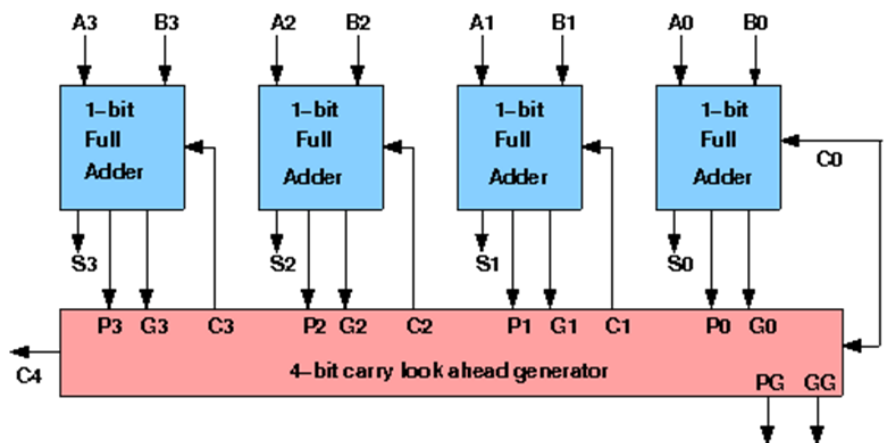 A3 B3 A2 B2 A1 B1 A0 B0
1-bit 1-bit 1-bit 1-bit
Full Full Full Full
Adder Adder Adder Adder
C0
S3 S2 S1 S0
P3 G3 C3 P2 G2 C2 P1 G1 C1 P0 G0
4-bit carry look ahead generator
C4
PG GG